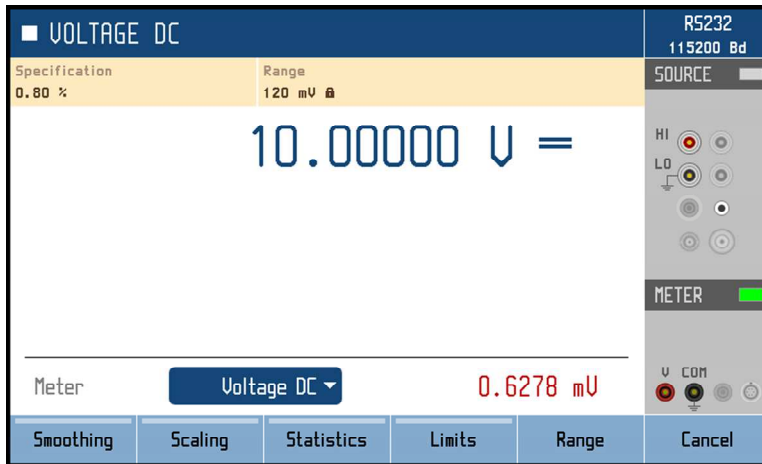 VOLTAGE DC
RS232
115200 Bd
Specification
0.80 %
Range
120 mV
SOURCE
10.00000 V
HI
LO
METER
Meter
Voltage DC
0.6278 mV
V COM
Smoothing
Scaling
Statistics
Limits
Range
Cancel